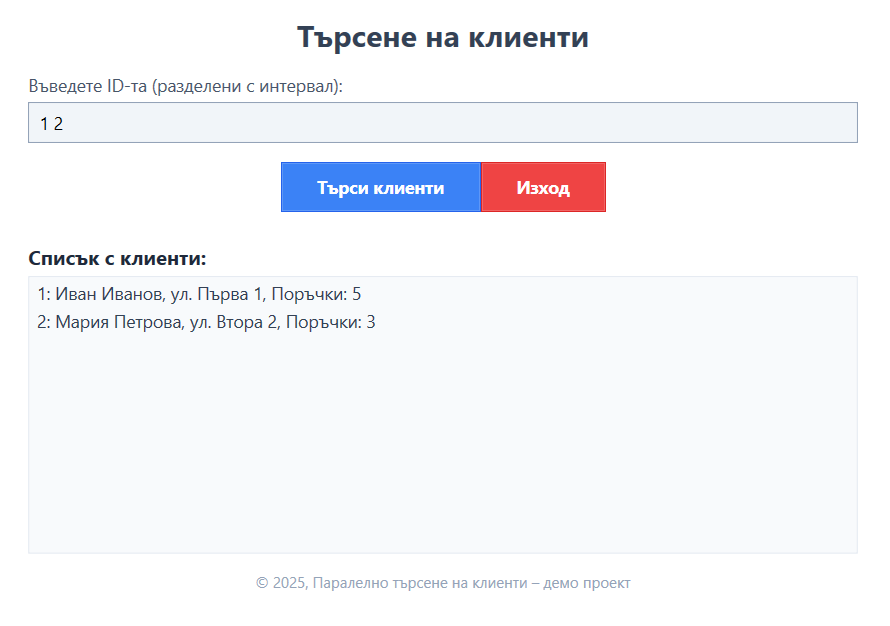 Търсене на клиенти
Въведете ID-та (разделени с интервал):
1 2
Търси клиенти Изход
Списък с клиенти:
1: Иван Иванов, ул. Първа 1, Поръчки: 5
2: Мария Петрова, ул. Втора 2, Поръчки: 3
© 2025, Паралелно търсене на клиенти – демо проект